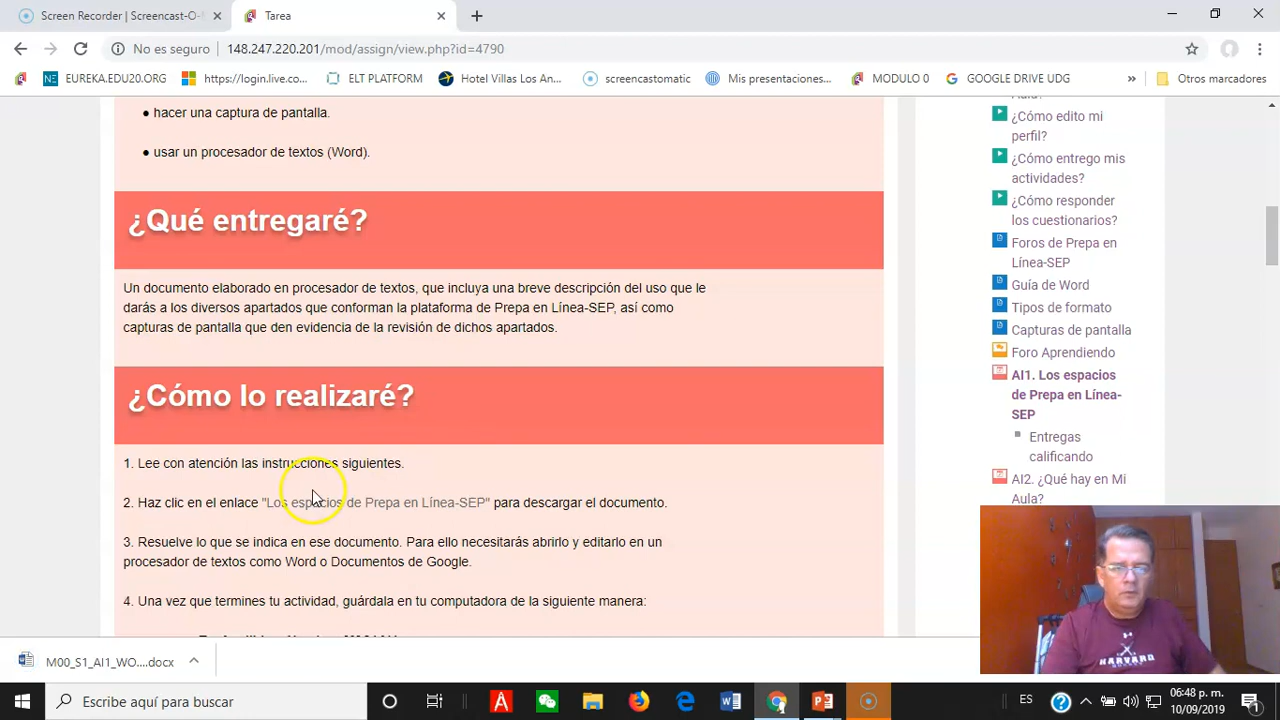 Screen Recorder | Screencast-O-
Tarea
No es seguro
148.247.220.201/mod/assign/view.php?id=4790
EUREKA.EDU20.ORG
https://login.live.co...
ELT PLATFORM
Hotel Villas Los An...
screencastomatic
Mis presentaciones...
MODULO 0
GOOGLE DRIVE UDG
»
Otros marcadores
● hacer una captura de pantalla.
● usar un procesador de textos (Word).
¿Qué entregaré?
Un documento elaborado en procesador de textos, que incluya una breve descripción del uso que le
darás a los diversos apartados que conforman la plataforma de Prepa en Línea-SEP, así como
capturas de pantalla que den evidencia de la revisión de dichos apartados.
¿Cómo lo realizaré?
1. Lee con atención las instrucciones siguientes.
2. Haz clic en el enlace "Los espacios de Prepa en Línea-SEP" para descargar el documento.
3. Resuelve lo que se indica en ese documento. Para ello necesitarás abrirlo y editarlo en un
procesador de textos como Word o Documentos de Google.
4. Una vez que termines tu actividad, guárdala en tu computadora de la siguiente manera:
Aula?
¿Cómo edito mi
perfil?
¿Cómo entrego mis
actividades?
¿Cómo responder
los cuestionarios?
Foros de Prepa en
Línea-SEP
Guía de Word
Tipos de formato
Capturas de pantalla
Foro Aprendiendo
AI1. Los espacios
de Prepa en Línea-
SEP
Entregas
calificando
AI2. ¿Qué hay en Mi
Aula?
HARVARD
M00_S1_AI1_WO....docx
Escribe aquí para buscar
ES
06:48 p. m.
10/09/2019